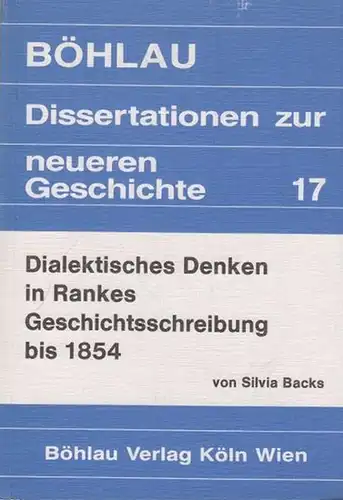 BÖHLAU
Dissertationen zur
neueren
Geschichte 17
Dialektisches Denken
in Rankes
Geschichtsschreibung
bis 1854
von Silvia Backs
Böhlau Verlag Köln Wien